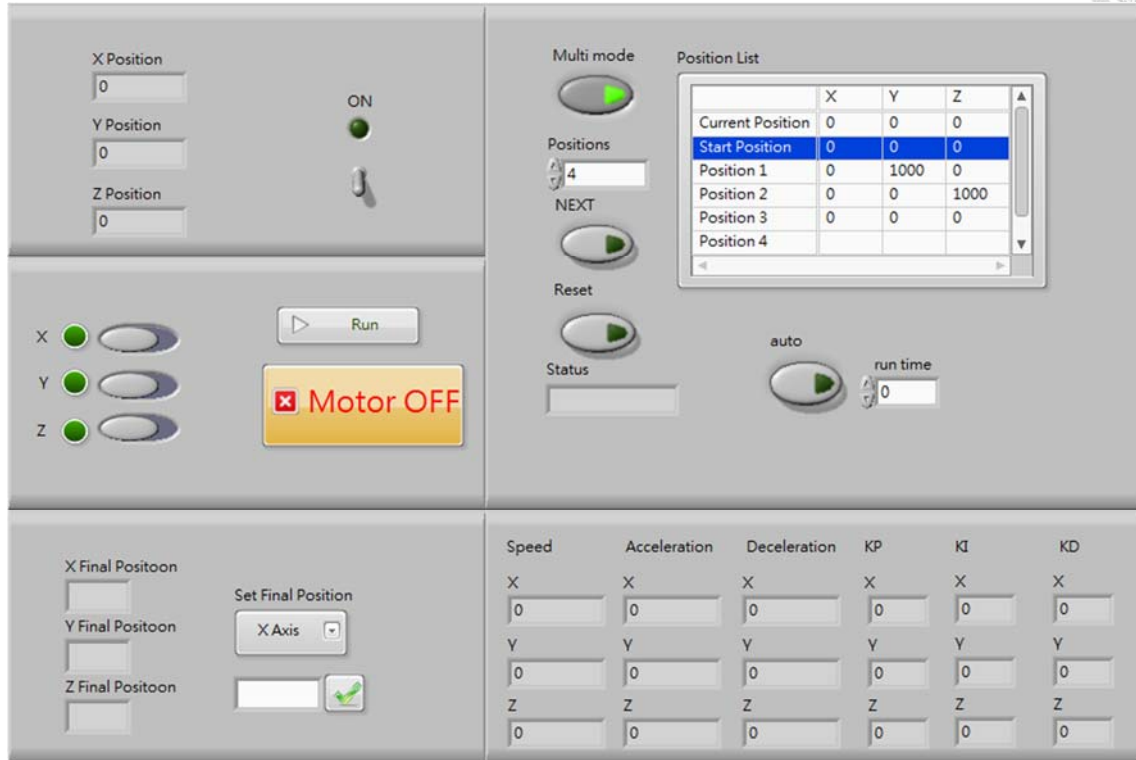 X Position
0
Y Position
0
Z Position
0
ON
Multi mode
Positions
4
NEXT
Reset
Status
Position List
X Y Z
Current Position 0 0 0
Start Position 0 0 0
Position 1 0 1000 0
Position 2 0 0 1000
Position 3 0 0 0
Position 4
auto
run time
0
X
Y
Z
Run
Motor OFF
X Final Positoon
Y Final Positoon
Z Final Positoon
Set Final Position
X Axis
Speed Acceleration Deceleration KP KI KD
X X X X X X
0 0 0 0 0 0
Y Y Y Y Y Y
0 0 0 0 0 0
Z Z Z Z Z Z
0 0 0 0 0 0